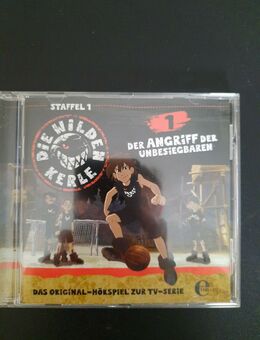 STAFFEL 1
1
DER ANGRIFF DER
UNBESIEGBAREN
DIE WILDEN
KERLE
DAS ORIGINAL-HÖRSPIEL ZUR TV-SERIE